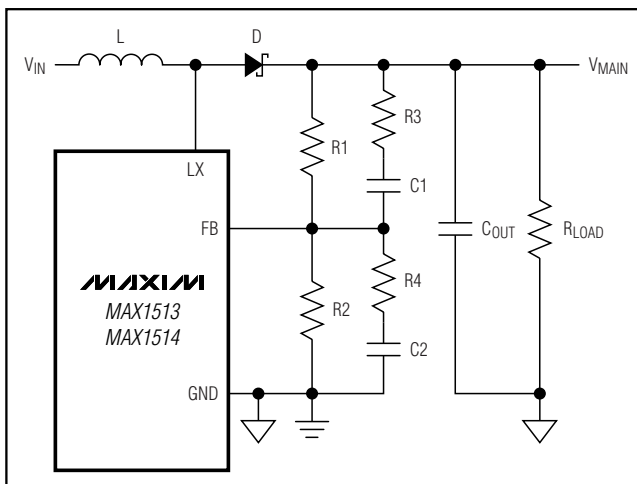 L
D
VIN
VMAIN
R3
R1
LX
C1
FB
COUT
RLOAD
R4
MAXIM
R2
MAX1513
MAX1514
C2
GND